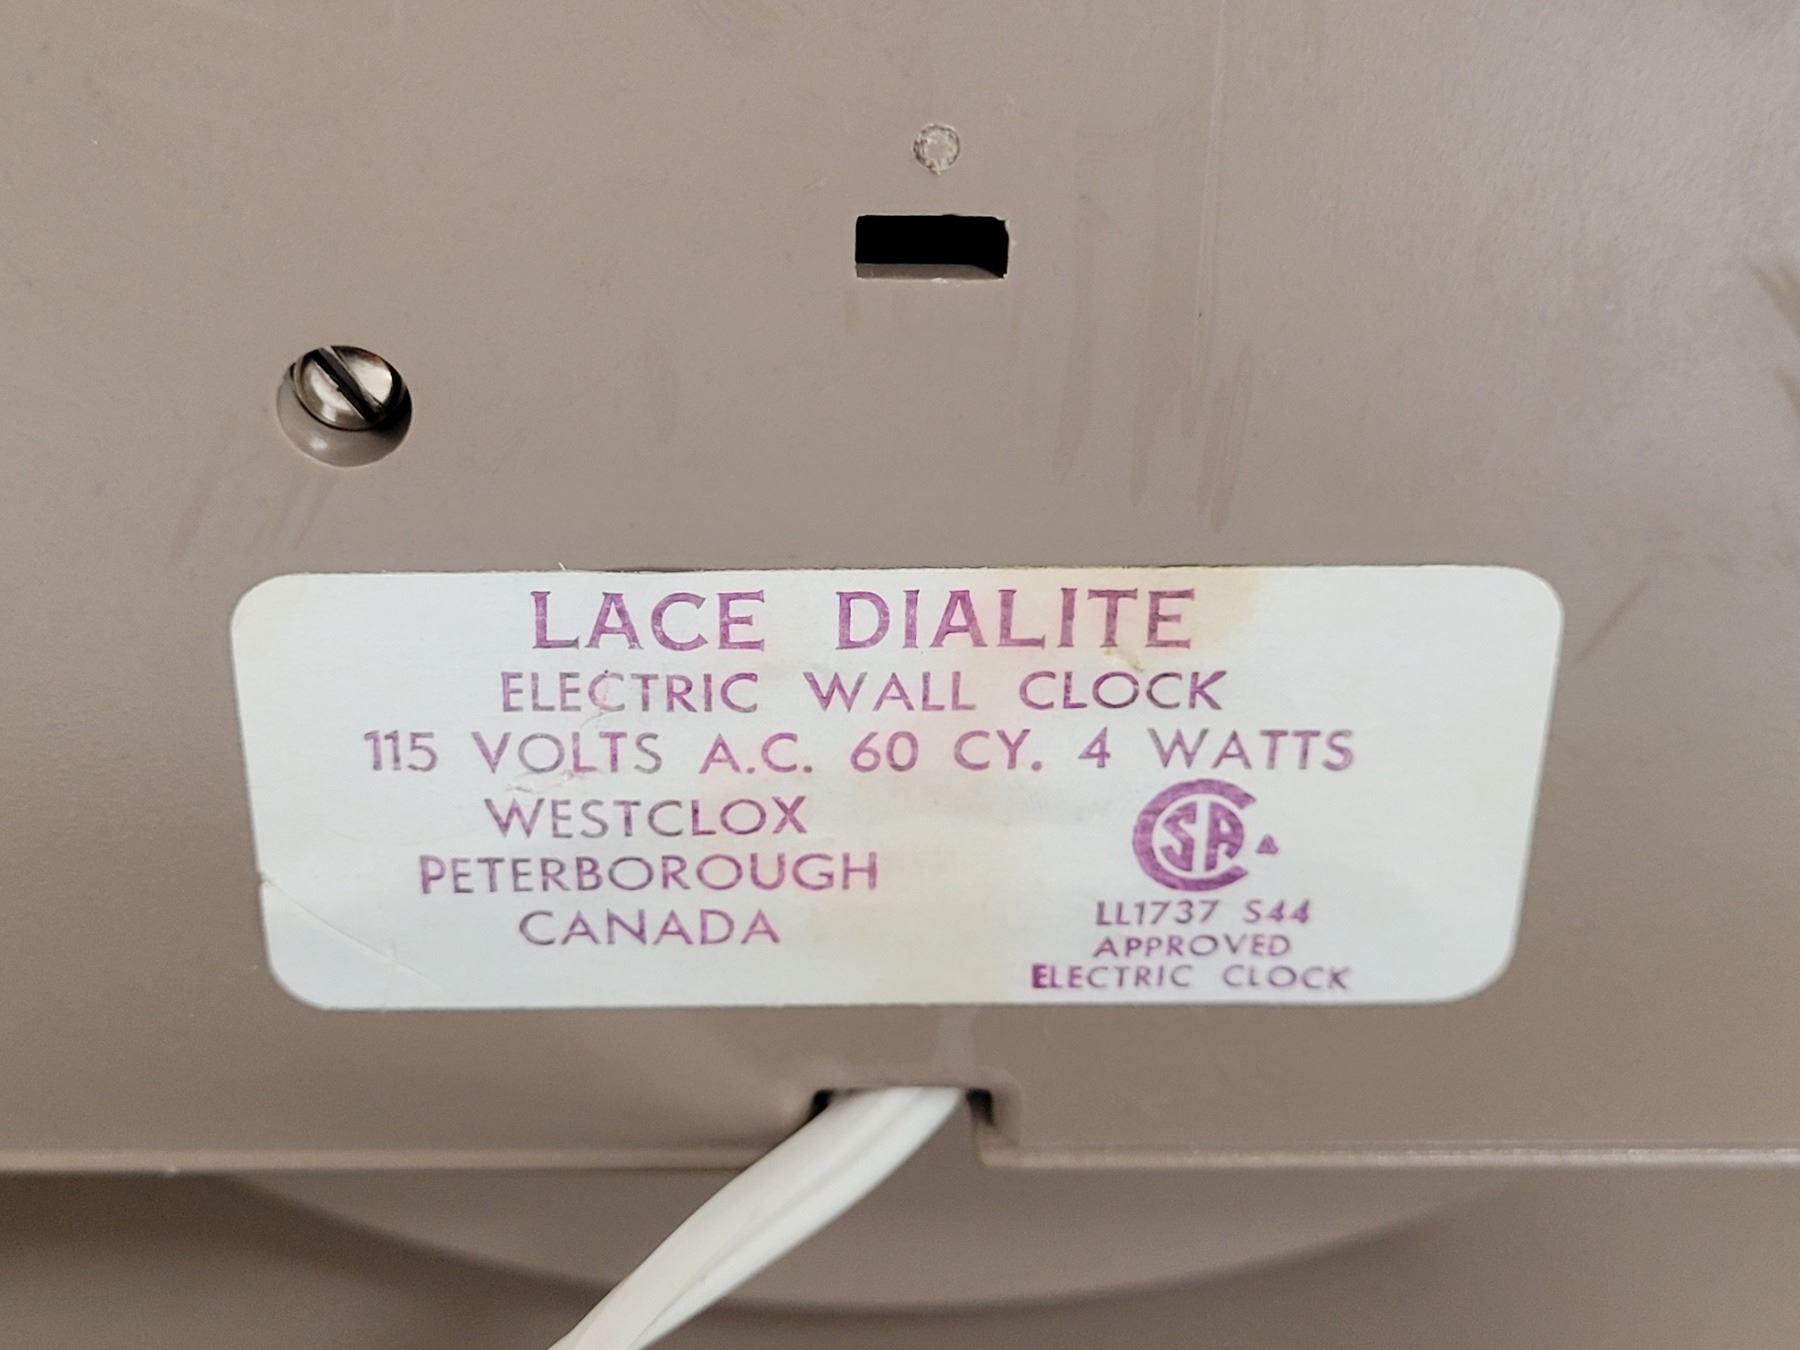 LACE DIALITE
ELECTRIC WALL CLOCK
115 VOLTS A.C. 60 CY. 4 WATTS
WESTCLOX
PETERBOROUGH
CANADA
CSA
LL1737 S44
APPROVED
ELECTRIC CLOCK